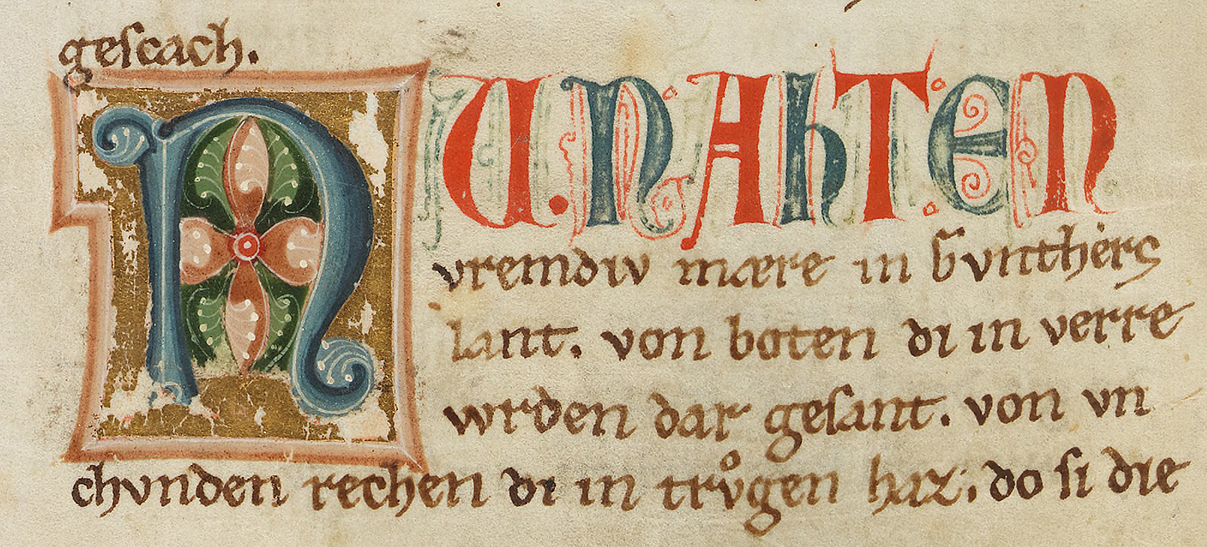 geſcach.
NU. NAHTEN
vremdiv mære in Gvnthers
lant. von boten di in verre
wrden dar geſant. von vn
chvnden rechen di in trůgen haz; do ſi die